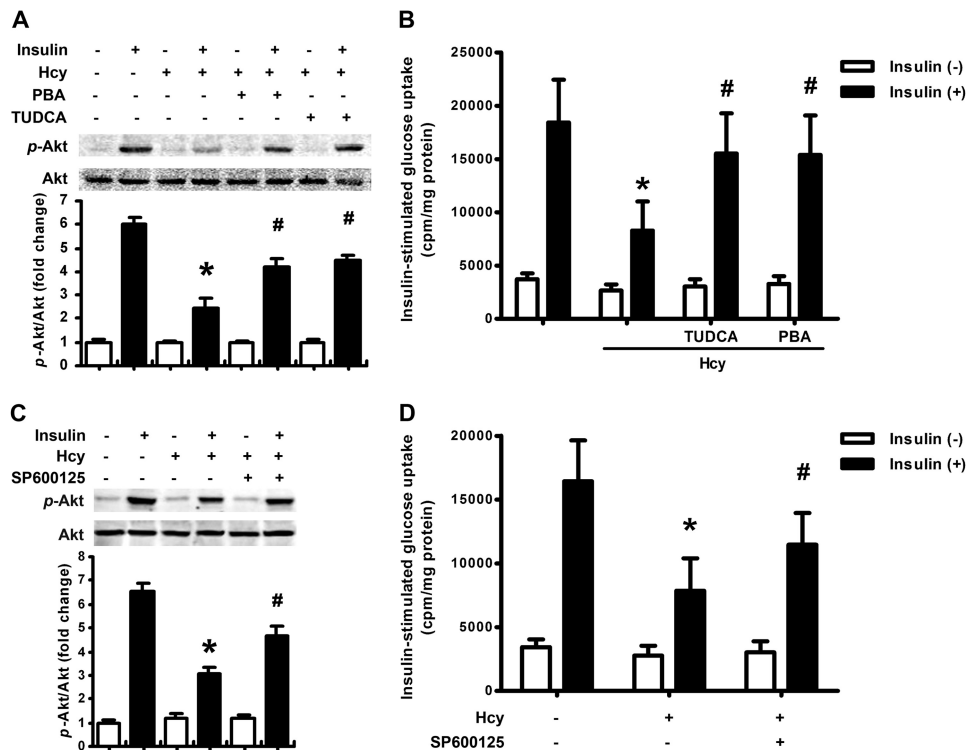 A
Insulin - + - + - + - +
Hcy - - + + + + + +
PBA - - - - + + - -
TUDCA - - - - - - + +
p-Akt
Akt
p-Akt/Akt (fold change)
7
6
5
4
3
2
1
0
*
#
#
B
Insulin-stimulated glucose uptake
(cpm/mg protein)
25000
20000
15000
10000
5000
0
*
#
#
Insulin (-)
Insulin (+)
TUDCA PBA
Hcy
C
Insulin - + - + - +
Hcy - - + + + +
SP600125 - - - - + +
p-Akt
Akt
p-Akt/Akt (fold change)
8
7
6
5
4
3
2
1
0
*
#
D
Insulin-stimulated glucose uptake
(cpm/mg protein)
20000
15000
10000
5000
0
*
#
Insulin (-)
Insulin (+)
Hcy - + +
SP600125 - - +